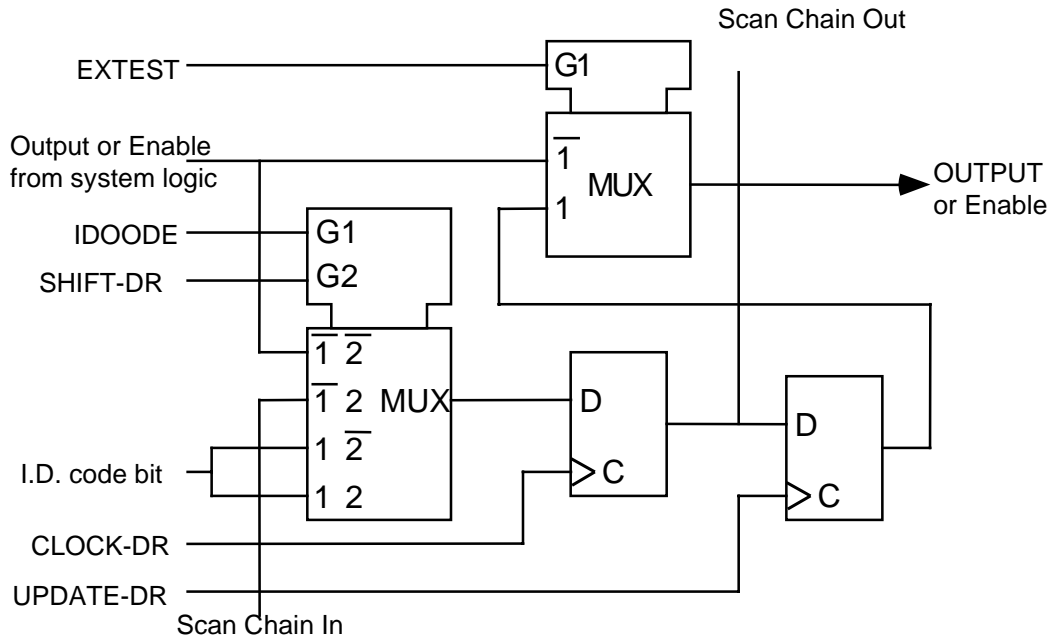 Scan Chain Out
EXTEST
G1
Output or Enable
from system logic
1
MUX
1
OUTPUT
or Enable
IDOODE
G1
SHIFT-DR
G2
1 2
1 2 MUX
1 2
1 2
I.D. code bit
D
C
D
C
CLOCK-DR
UPDATE-DR
Scan Chain In